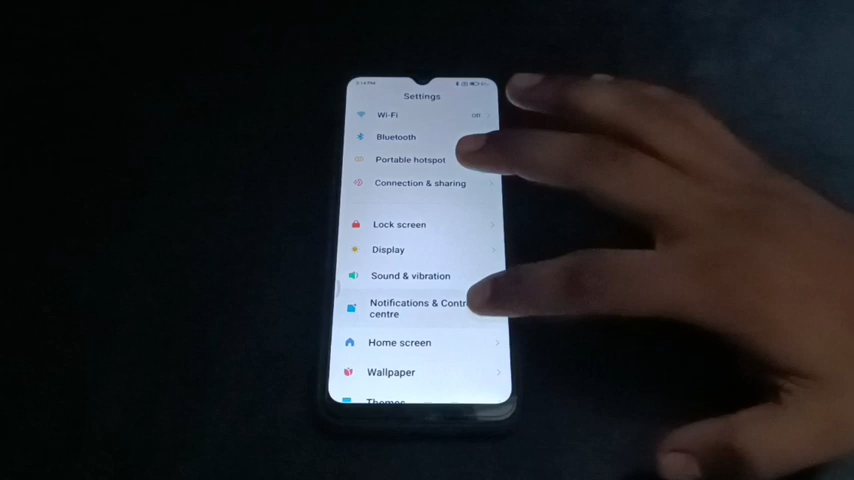 Settings
Wi-Fi
Off
Bluetooth
Portable hotspot
Connection & sharing
Lock screen
Display
Sound & vibration
Notifications & Contr
centre
Home screen
Wallpaper
Themes